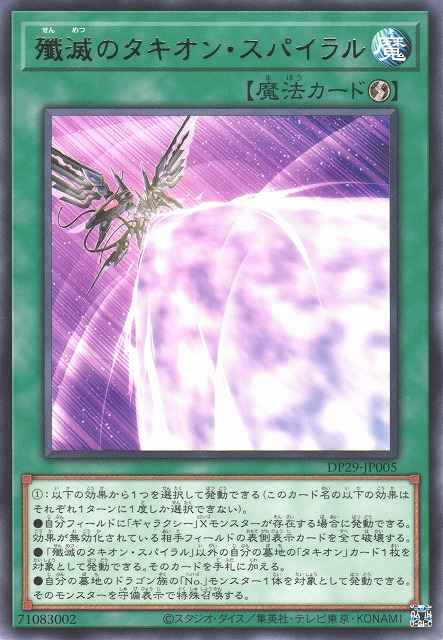 殲滅のタキオン・スパイラル
魔
【魔法カード】
DP29-JP005
①：以下の効果から1つを選択して発動できる(このカード名の以下の効果は
それぞれ1ターンに1度しか選択できない)。
●自分フィールドに「ギャラクシー」Xモンスターが存在する場合に発動できる。
効果が無効化されている相手フィールドの表側表示カードを全て破壊する。
●「殲滅のタキオン・スパイラル」以外の自分の墓地の「タキオン」カード1枚を
対象として発動できる。そのカードを手札に加える。
●自分の墓地のドラゴン族の「No.」モンスター1体を対象として発動できる。
そのモンスターを守備表示で特殊召喚する。
71083002
©スタジオ・ダイス/集英社・テレビ東京・KONAMI